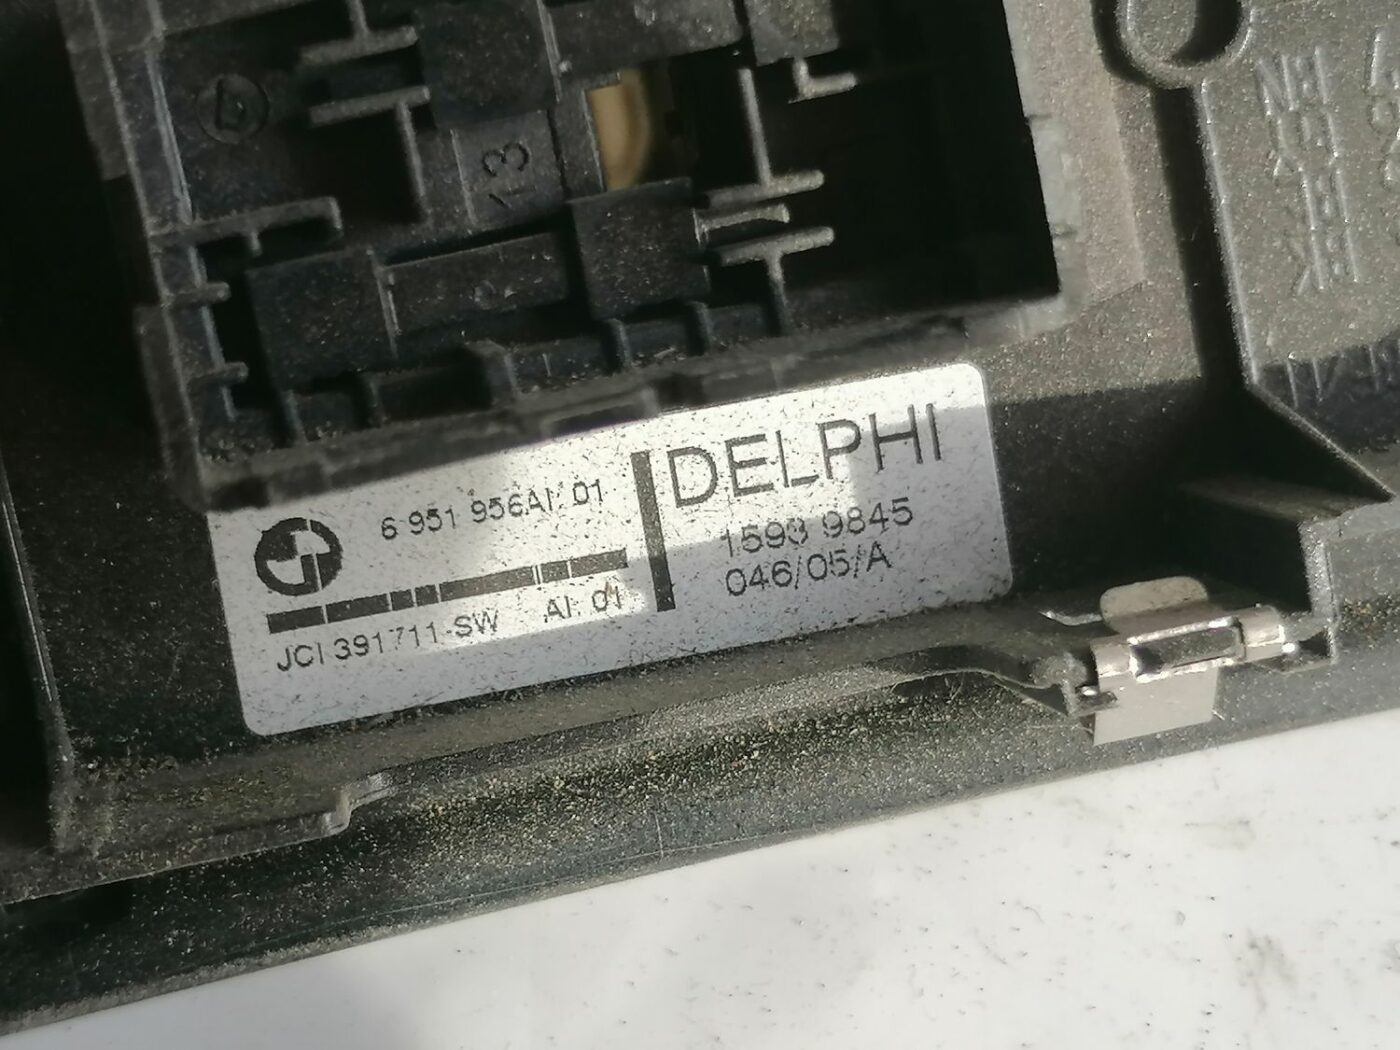 13
6 951 956AI: 01
JCI 391711-SW AI: 01
DELPHI
1593 9845
046/05/A